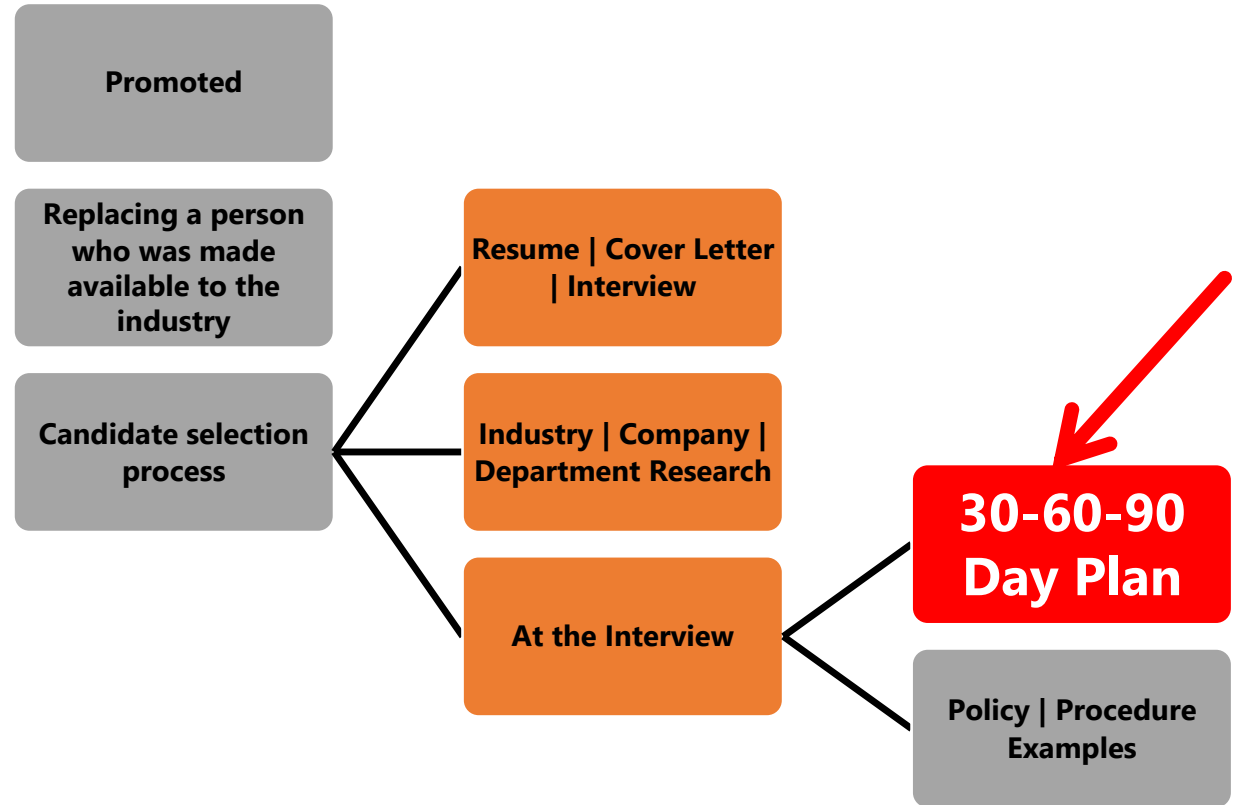 Promoted
Replacing a person
who was made
available to the
industry
Candidate selection
process
Resume | Cover Letter
| Interview
Industry | Company |
Department Research
At the Interview
30-60-90
Day Plan
Policy | Procedure
Examples